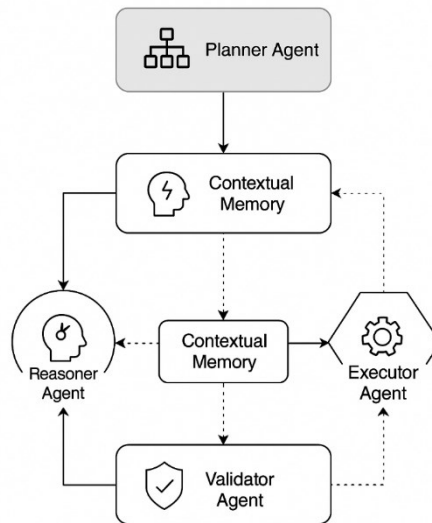 Planner Agent
Contextual
Memory
Contextual
Memory
Reasoner
Agent
Executor
Agent
Validator
Agent